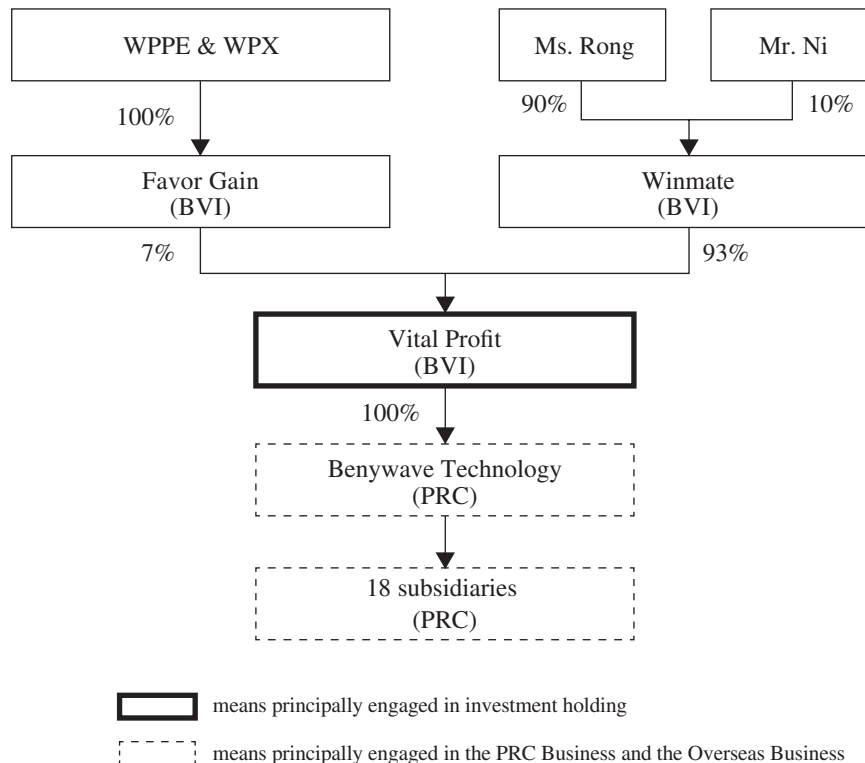 WPPE & WPX
Ms. Rong
Mr. Ni
100%
90%
10%
Favor Gain
(BVI)
Winmate
(BVI)
7%
93%
Vital Profit
(BVI)
100%
Benywave Technology
(PRC)
18 subsidiaries
(PRC)
means principally engaged in investment holding
means principally engaged in the PRC Business and the Overseas Business